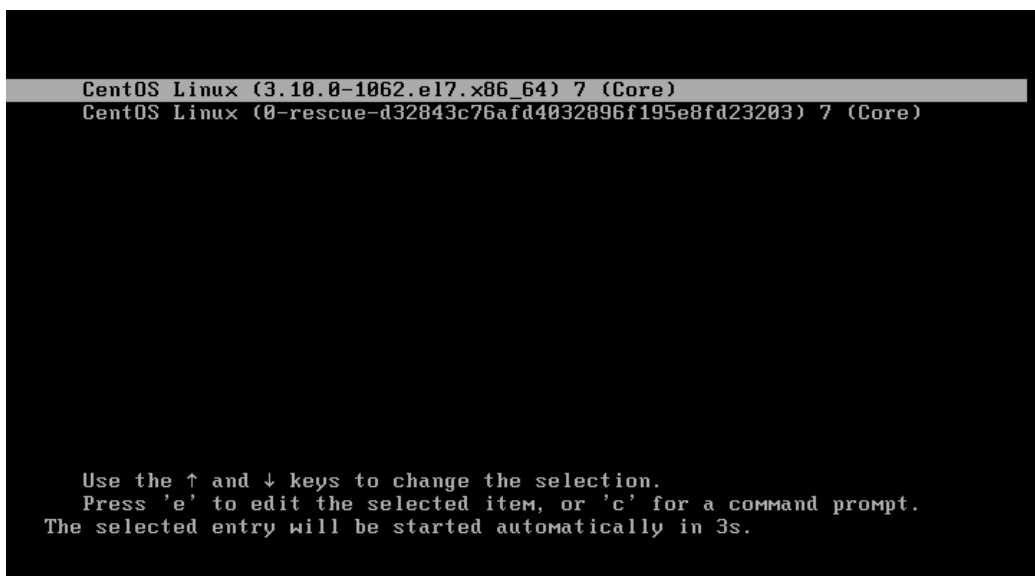 CentOS Linux (3.10.0-1062.el7.x86_64) 7 (Core)
CentOS Linux (0-rescue-d32843c76afd4032896f195e8fd23203) 7 (Core)
Use the ↑ and ↓ keys to change the selection.
Press 'e' to edit the selected item, or 'c' for a command prompt.
The selected entry will be started automatically in 3s.